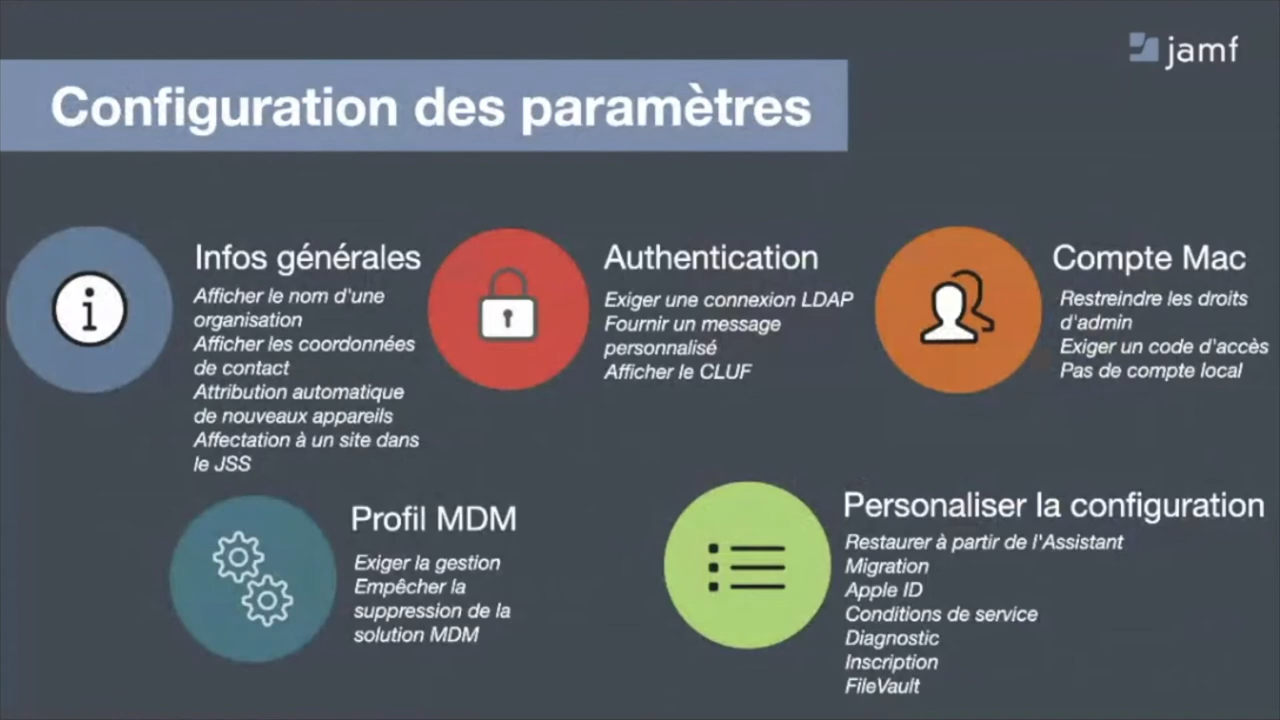 jamf
Configuration des paramètres
Infos générales
Afficher le nom d'une
organisation
Afficher les coordonnées
de contact
Attribution automatique
de nouveaux appareils
Affectation à un site dans
le JSS
Authentication
Exiger une connexion LDAP
Fournir un message
personnalisé
Afficher le CLUF
Compte Mac
Restreindre les droits
d'admin
Exiger un code d'accès
Pas de compte local
Profil MDM
Exiger la gestion
Empêcher la
suppression de la
solution MDM
Personaliser la configuration
Restaurer à partir de l'Assistant
Migration
Apple ID
Conditions de service
Diagnostic
Inscription
FileVault